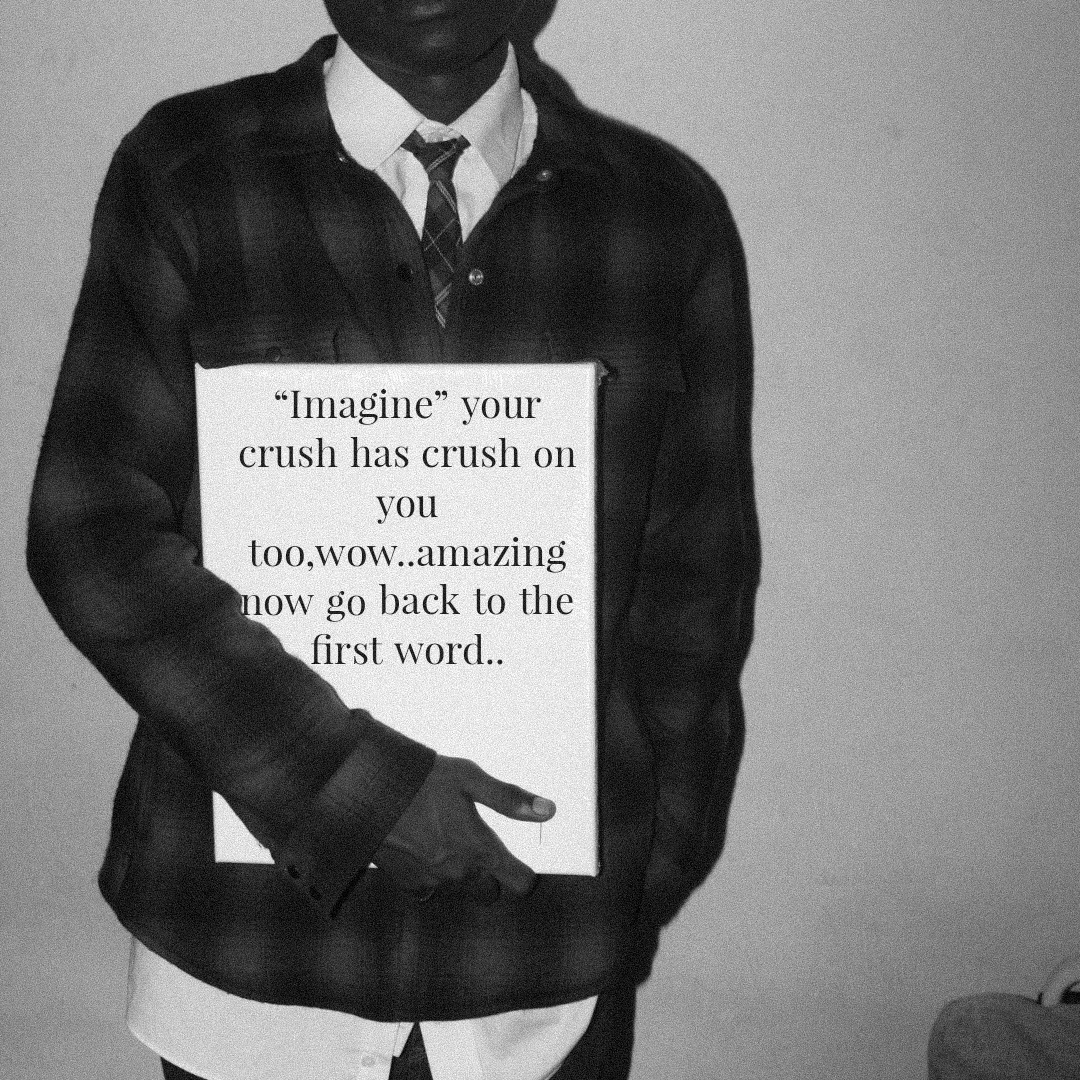 “Imagine” your
crush has crush on
you
too,wow..amazing
now go back to the
first word..